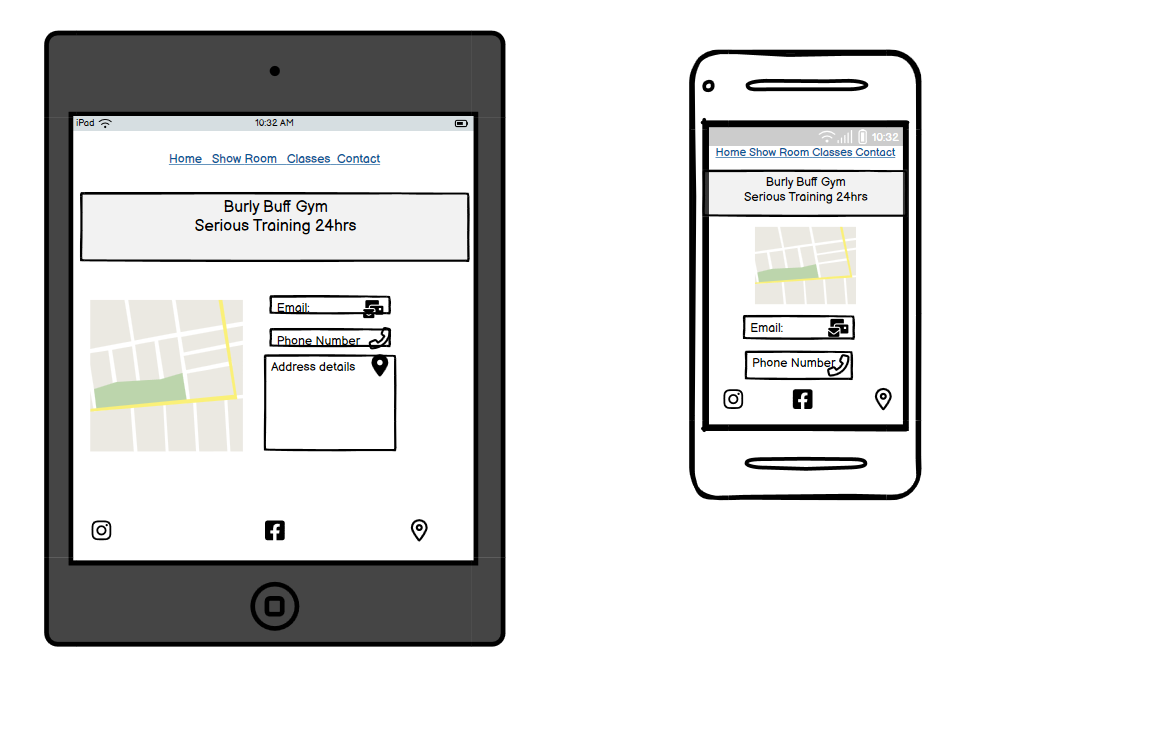 iPad
10:32 AM
Home Show Room Classes Contact
Burly Buff Gym
Serious Training 24hrs
Email:
Phone Number
Address details
10:32
Home Show Room Classes Contact
Burly Buff Gym
Serious Training 24hrs
Email:
Phone Number